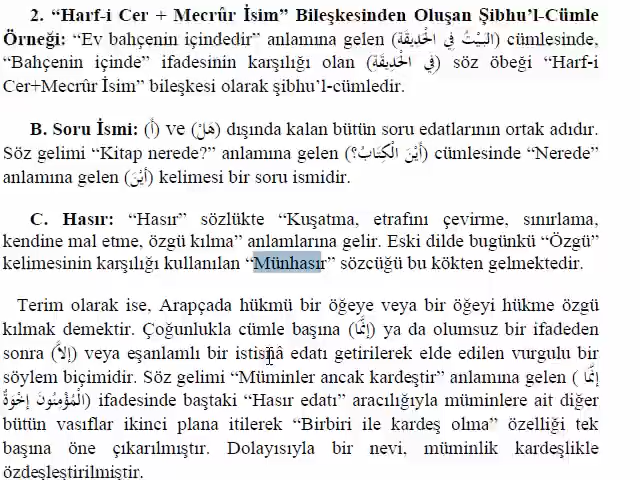 2. “Harf-i Cer + Mecrûr İsim” Bileşkesinden Oluşan Şibhu’l-Cümle
Örneği: “Ev bahçenin içindedir” anlamına gelen (الْبَيْتُ فِي الْحَدِيقَةِ) cümlesinde,
“Bahçenin içinde” ifadesinin karşılığı olan (فِي الْحَدِيقَةِ) söz öbeği “Harf-i
Cer+Mecrûr İsim” bileşkesi olarak şibhu’l-cümledir.
B. Soru İsmi: (أَ) ve (هَلْ) dışında kalan bütün soru edatlarının ortak adıdır.
Söz gelimi “Kitap nerede?” anlamına gelen (أَيْنَ الْكِتَابُ؟) cümlesinde “Nerede”
anlamına gelen (أَيْنَ) kelimesi bir soru ismidir.
C. Hasır: “Hasır” sözlükte “Kuşatma, etrafını çevirme, sınırlama,
kendine mal etme, özgü kılma” anlamlarına gelir. Eski dilde bugünkü “Özgü”
kelimesinin karşılığı kullanılan “Münhasır” sözcüğü bu kökten gelmektedir.
Terim olarak ise, Arapçada hükmü bir öğeye veya bir öğeyi hükme özgü
kılmak demektir. Çoğunlukla cümle başına (إِنَّمَا) ya da olumsuz bir ifadeden
sonra (إِلاَّ) veya eşanlamlı bir istisnâ edatı getirilerek elde edilen vurgulu bir
söylem biçimidir. Söz gelimi “Müminler ancak kardeştir” anlamına gelen ( إِنَّمَا
الْمُؤْمِنُونَ إِخْوَةٌ) ifadesinde baştaki “Hasır edatı” aracılığıyla müminlere ait diğer
bütün vasıflar ikinci plana itilerek “Birbiri ile kardeş olma” özelliği tek
başına öne çıkarılmıştır. Dolayısıyla bir nevi, müminlik kardeşlikle
özdeşleştirilmiştir.